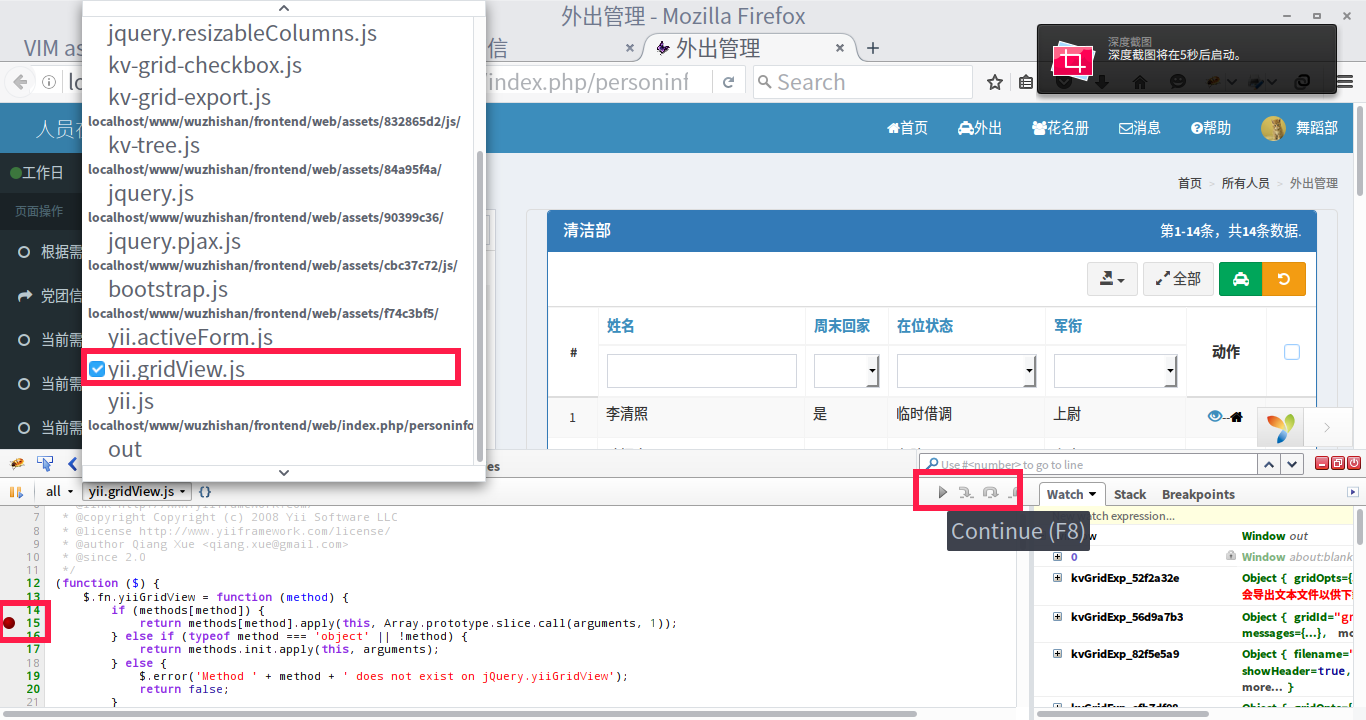 外出管理 - Mozilla Firefox
VIM as
信
外出管理
深度截图
深度截图将在5秒后启动。
/index.php/personinf
Search
人员在
首页
外出
花名册
消息
帮助
舞蹈部
工作日
页面操作
根据需
党团信
当前需
当前需
当前需
jquery.resizableColumns.js
kv-grid-checkbox.js
kv-grid-export.js
localhost/www/wuzhishan/frontend/web/assets/832865d2/js/
kv-tree.js
localhost/www/wuzhishan/frontend/web/assets/84a95f4a/
jquery.js
localhost/www/wuzhishan/frontend/web/assets/90399c36/
jquery.pjax.js
localhost/www/wuzhishan/frontend/web/assets/cbc37c72/js/
bootstrap.js
localhost/www/wuzhishan/frontend/web/assets/f74c3bf5/
yii.activeForm.js
yii.gridView.js
yii.js
localhost/www/wuzhishan/frontend/web/index.php/personinfo
out
首页 > 所有人员 > 外出管理
清洁部
第1-14条，共14条数据.
全部
# 姓名 周末回家 在位状态 军衔 动作
1 李清照 是 临时借调 上尉
es
Use #<number> to go to line
all
yii.gridView.js
{}
Continue (F8)
Watch Stack Breakpoints
tch expression...
w Window out
0 Window about:blank
kvGridExp_52f2a32e Object { gridOpts={
会导出文本文件以供下
kvGridExp_56d9a7b3 Object { gridId="gr
messages={...}, mo
kvGridExp_82f5e5a9 Object { filename="
showHeader=true,
more... }
7 * @copyright Copyright (c) 2008 Yii Software LLC
8 * @license http://www.yiiframework.com/license/
9 * @author Qiang Xue <qiang.xue@gmail.com>
10 * @since 2.0
11 */
12 (function ($) {
13 $.fn.yiiGridView = function (method) {
14 if (methods[method]) {
15 return methods[method].apply(this, Array.prototype.slice.call(arguments, 1));
16 } else if (typeof method === 'object' || !method) {
17 return methods.init.apply(this, arguments);
18 } else {
19 $.error('Method ' + method + ' does not exist on jQuery.yiiGridView');
20 return false;
21 }